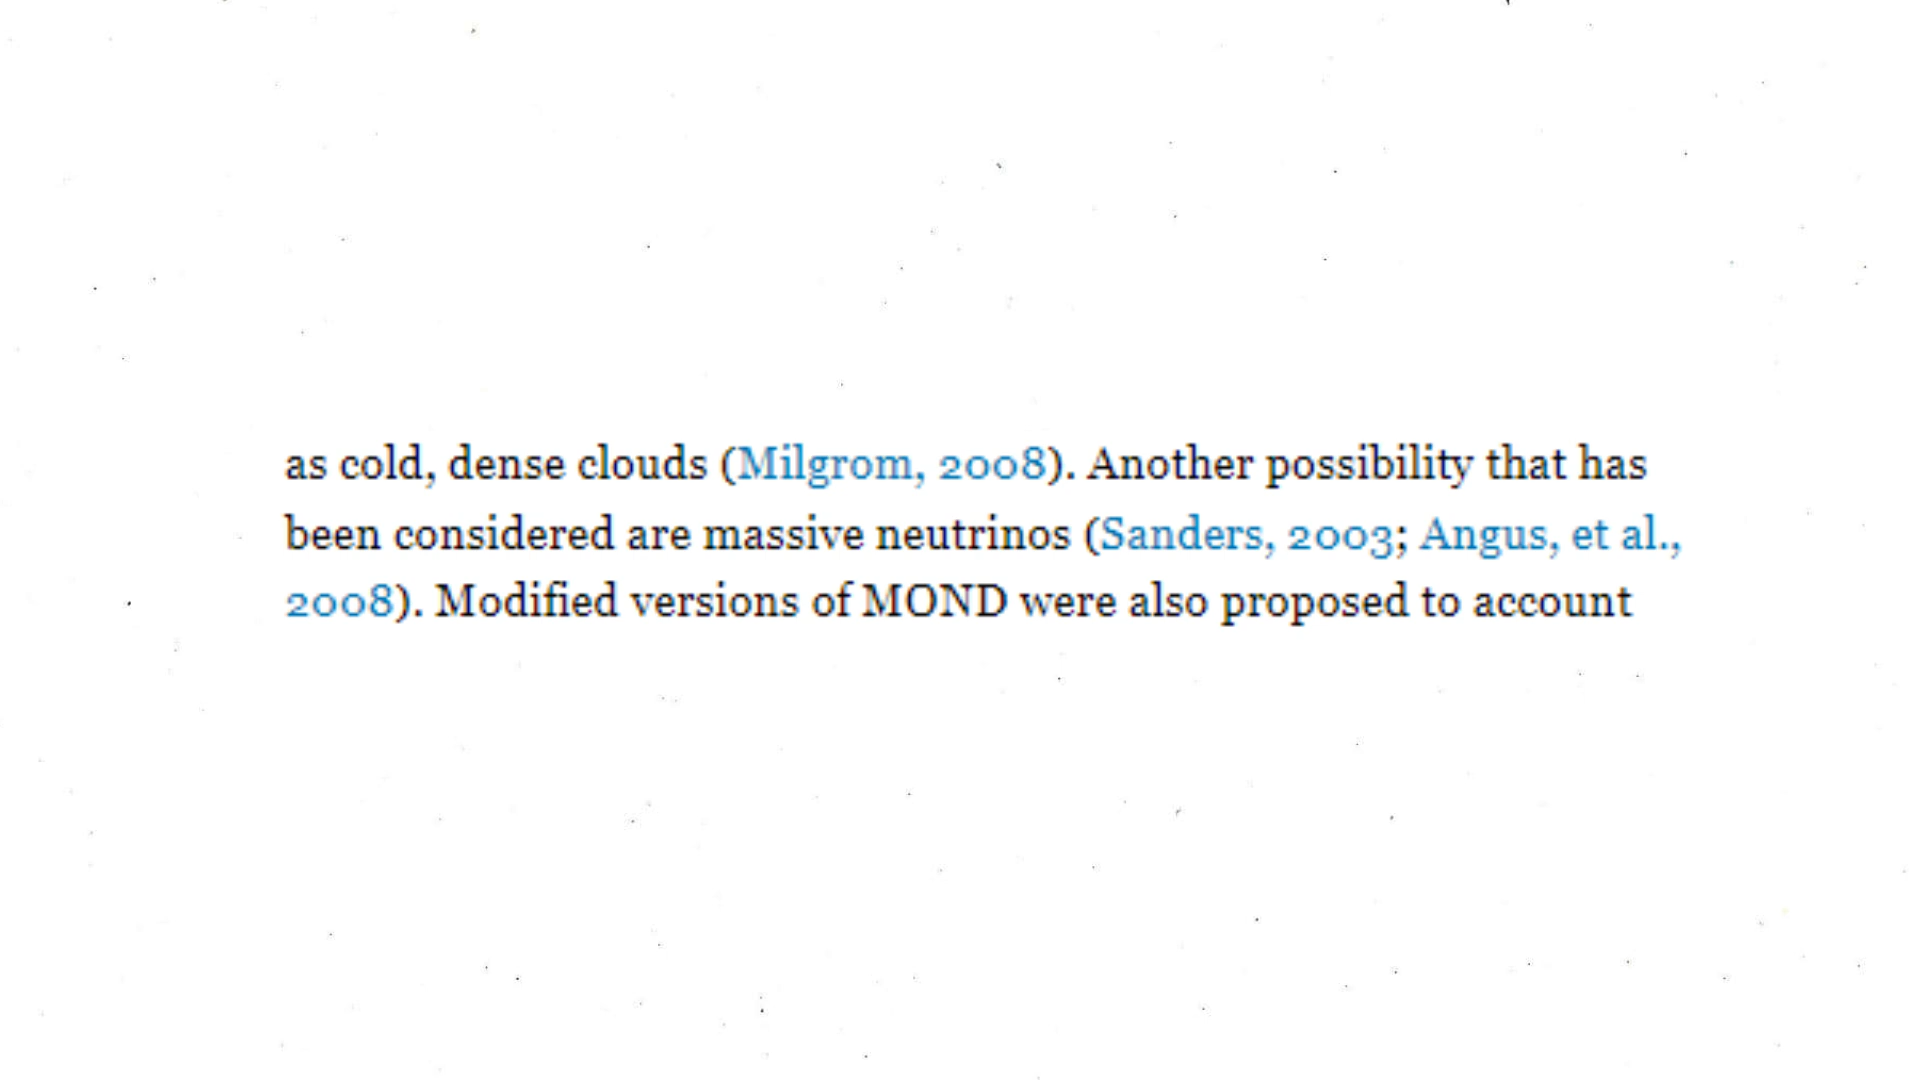 as cold, dense clouds (Milgrom, 2008). Another possibility that has
been considered are massive neutrinos (Sanders, 2003; Angus, et al.,
2008). Modified versions of MOND were also proposed to account